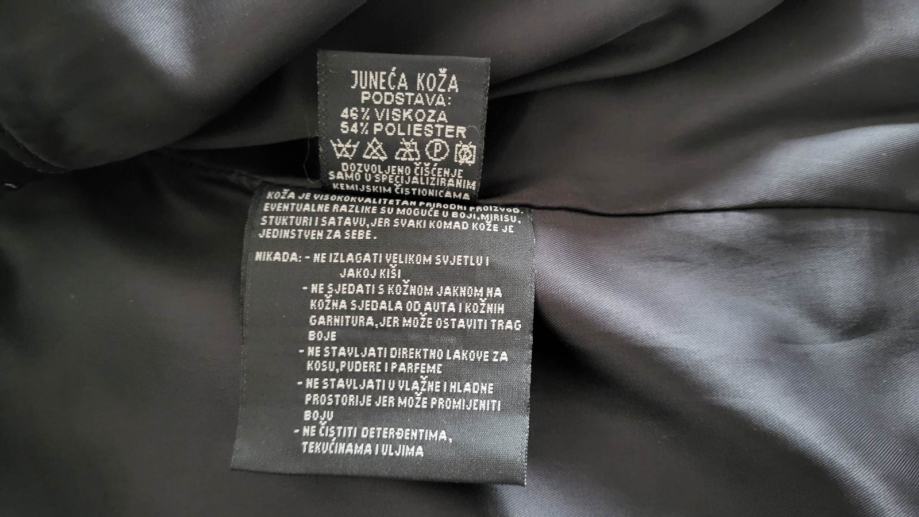 JUNEĆA KOŽA
PODSTAVA:
46% VISKOZA
54% POLIESTER
P
DOZVOLJENO ČIŠĆENJE
SAMO U SPECIJALIZIRANIM
KEMIJSKIM ČISTIONICAMA
KOŽA JE VISOKOKVALITETAN PRIRODNI PROIZVOD.
EVENTUALNE RAZLIKE SU MOGUĆE U BOJI,MJIRISU,
STUKTURI I SATAVU,JER SVAKI KOMAD KOŽE JE
JEDINSTVEN ZA SEBE.
NIKADA: - NE IZLAGATI VELIKOM SVJETLU I
JAKOJ KIŠI
- NE SJEDATI S KOŽNOM JAKNOM NA
KOŽNA SJEDALA OD AUTA I KOŽNIH
GARNITURA,JER MOŽE OSTAVITI TRAG
BOJE
- NE STAVLJATI DIREKTNO LAKOVE ZA
KOSU,PUDERE I PARFEME
- NE STAVLJATI U VLAŽNE I HLADNE
PROSTORIJE JER MOŽE PROMIJENITI
BOJU
- NE ČISTITI DETERĐENTIMA,
TEKUĆINAMA I ULJIMA